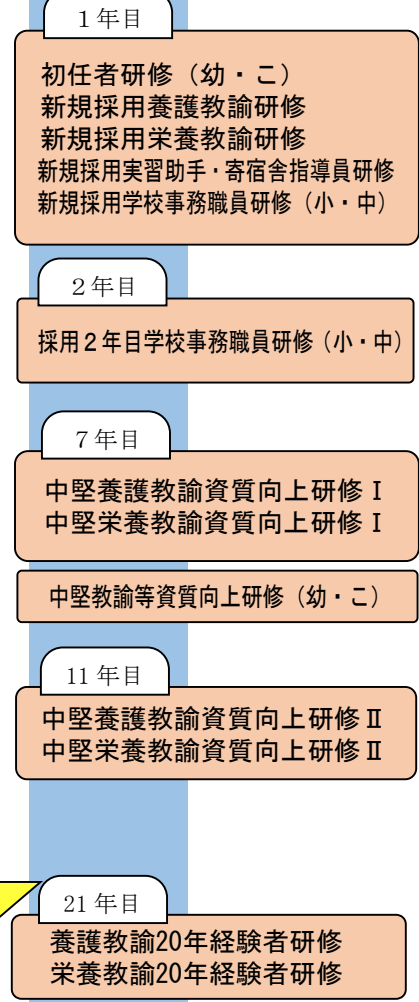 1年目
初任者研修（幼・こ）
新規採用養護教諭研修
新規採用栄養教諭研修
新規採用実習助手・寄宿舎指導員研修
新規採用学校事務職員研修（小・中）
2年目
採用２年目学校事務職員研修（小・中）
7年目
中堅養護教諭資質向上研修Ⅰ
中堅栄養教諭資質向上研修Ⅰ
中堅教諭等資質向上研修（幼・こ）
11年目
中堅養護教諭資質向上研修Ⅱ
中堅栄養教諭資質向上研修Ⅱ
21年目
養護教諭20年経験者研修
栄養教諭20年経験者研修